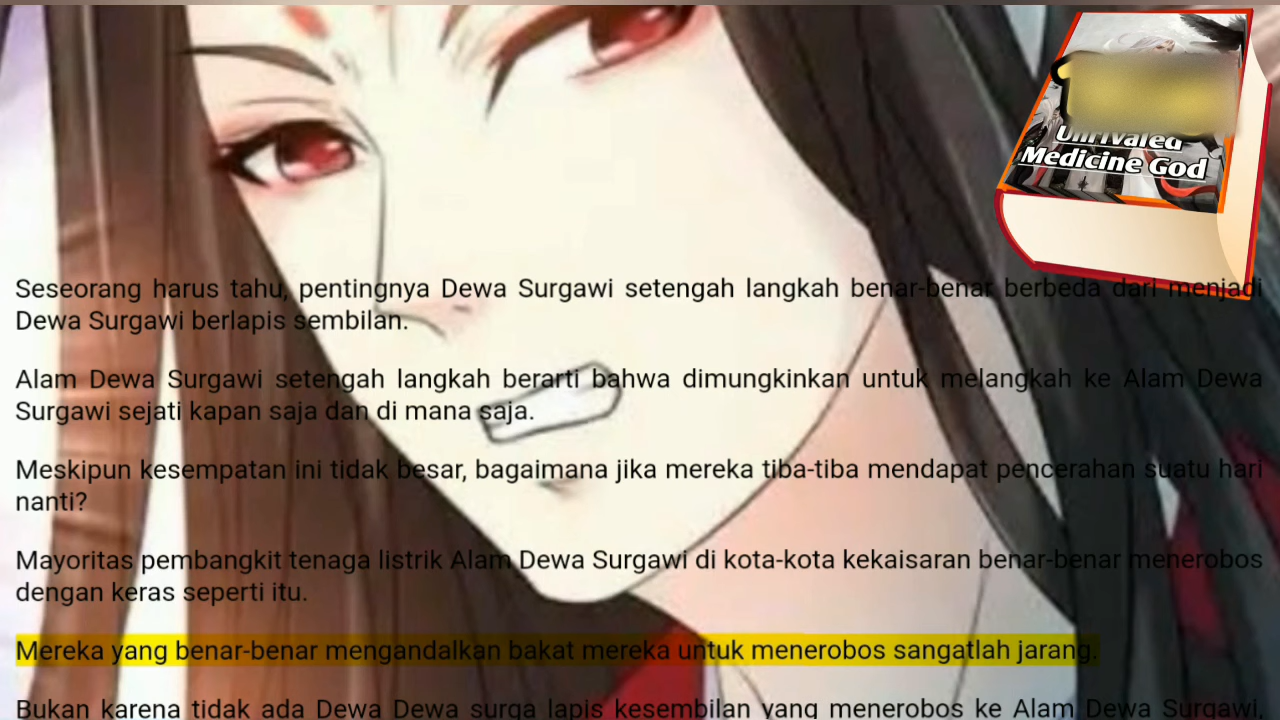 Unrivaled
Medicine God
Seseorang harus tahu, pentingnya Dewa Surgawi setengah langkah benar-benar berbeda dari menjadi
Dewa Surgawi berlapis sembilan.
Alam Dewa Surgawi setengah langkah berarti bahwa dimungkinkan untuk melangkah ke Alam Dewa
Surgawi sejati kapan saja dan di mana saja.
Meskipun kesempatan ini tidak besar, bagaimana jika mereka tiba-tiba mendapat pencerahan suatu hari
nanti?
Mayoritas pembangkit tenaga listrik Alam Dewa Surgawi di kota-kota kekaisaran benar-benar menerobos
dengan keras seperti itu.
Mereka yang benar-benar mengandalkan bakat mereka untuk menerobos sangatlah jarang.
Bukan karena tidak ada Dewa Dewa surga lapis kesembilan yang menerobos ke Alam Dewa Surgawi,